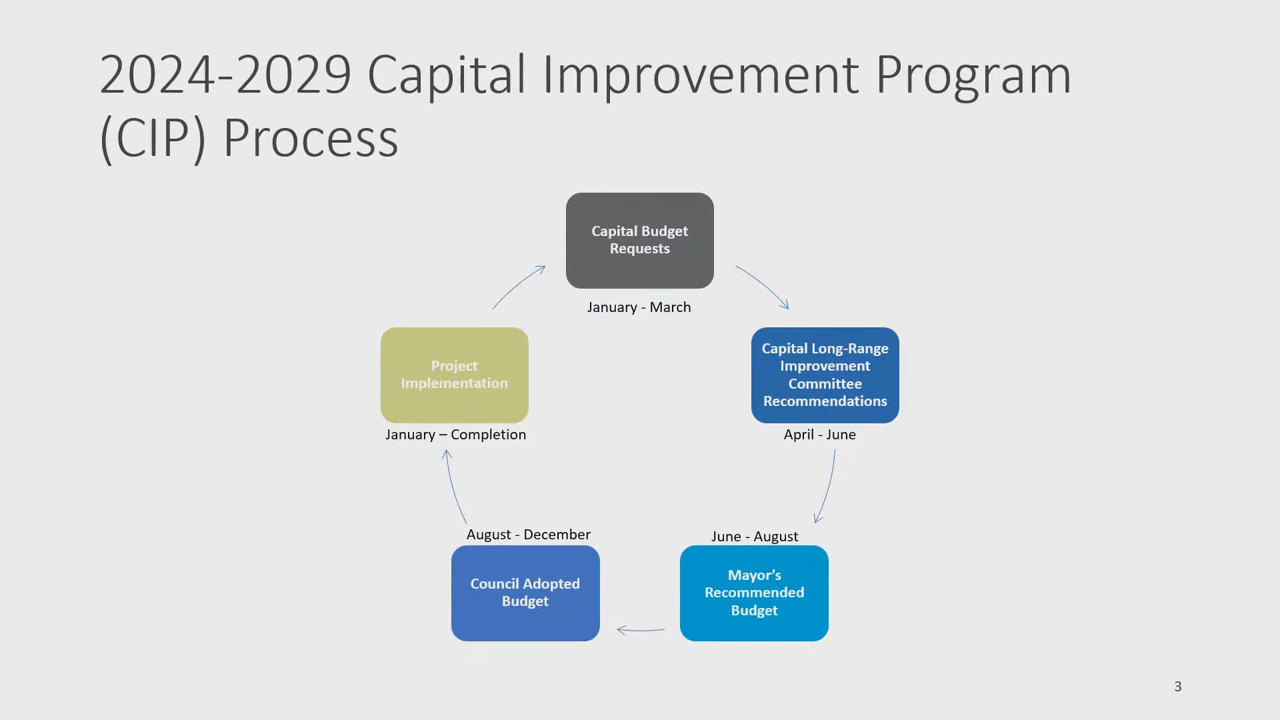 2024-2029 Capital Improvement Program
(CIP) Process
Capital Budget
Requests
January - March
Capital Long-Range
Improvement
Committee
Recommendations
April - June
June - August
Mayor's
Recommended
Budget
August - December
Council Adopted
Budget
Project
Implementation
January – Completion
3